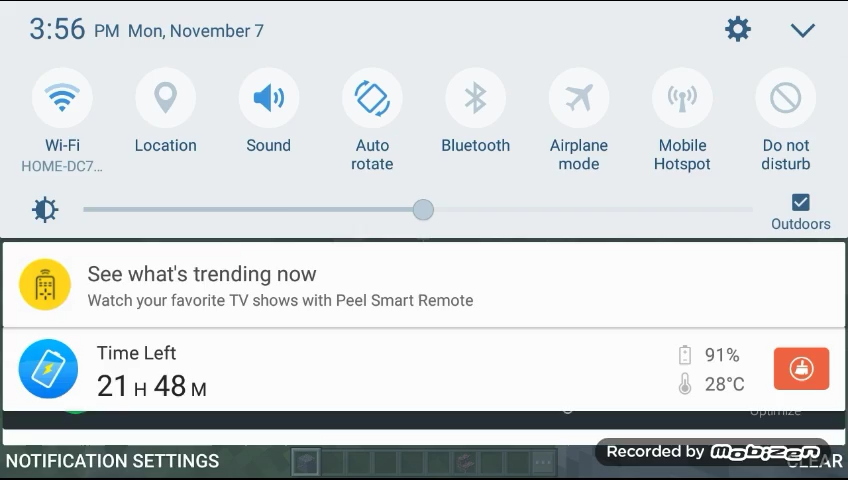 3:56 PM Mon, November 7
Wi-Fi
HOME-DC7...
Location
Sound
Auto
rotate
Bluetooth
Airplane
mode
Mobile
Hotspot
Do not
disturb
Outdoors
See what's trending now
Watch your favorite TV shows with Peel Smart Remote
Time Left
21 H 48 M
91%
28°C
Optimize
Recorded by Mobizen
NOTIFICATION SETTINGS
CLEAR